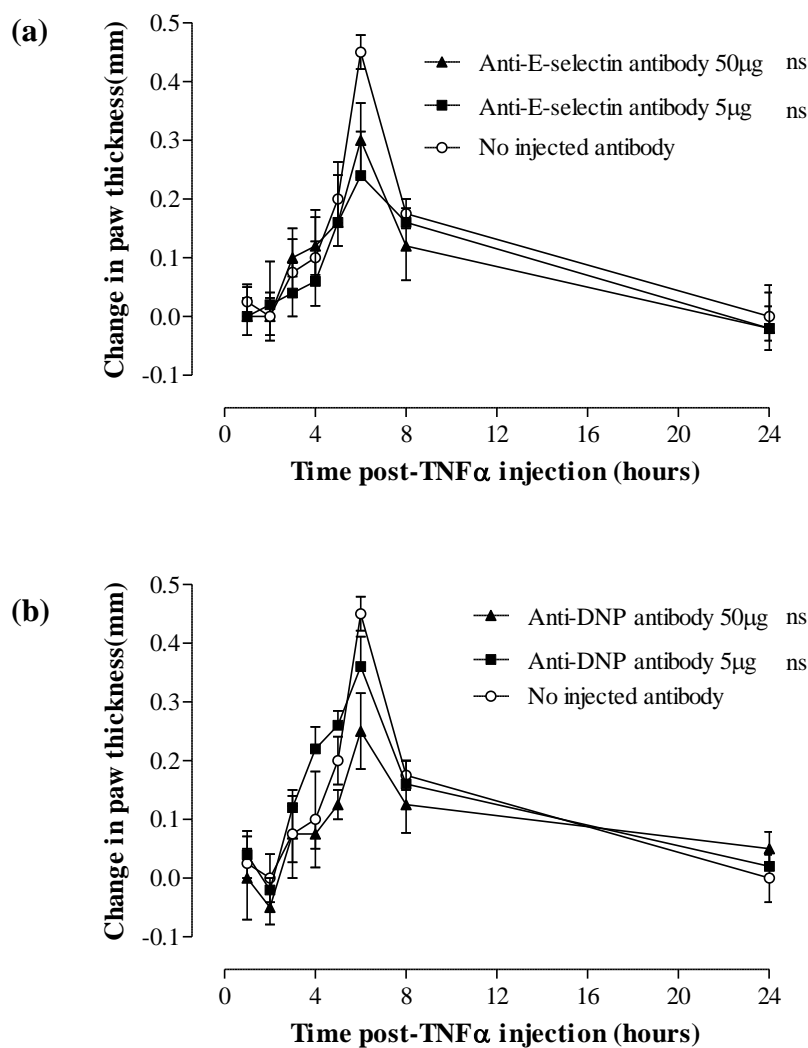 (a)
0.5
0.4
0.3
0.2
0.1
0.0
-0.1
Change in paw thickness(mm)
Anti-E-selectin antibody 50µg ns
Anti-E-selectin antibody 5µg ns
No injected antibody
0 4 8 12 16 20 24
Time post-TNFα injection (hours)
(b)
0.5
0.4
0.3
0.2
0.1
0.0
-0.1
Change in paw thickness(mm)
Anti-DNP antibody 50µg ns
Anti-DNP antibody 5µg ns
No injected antibody
0 4 8 12 16 20 24
Time post-TNFα injection (hours)